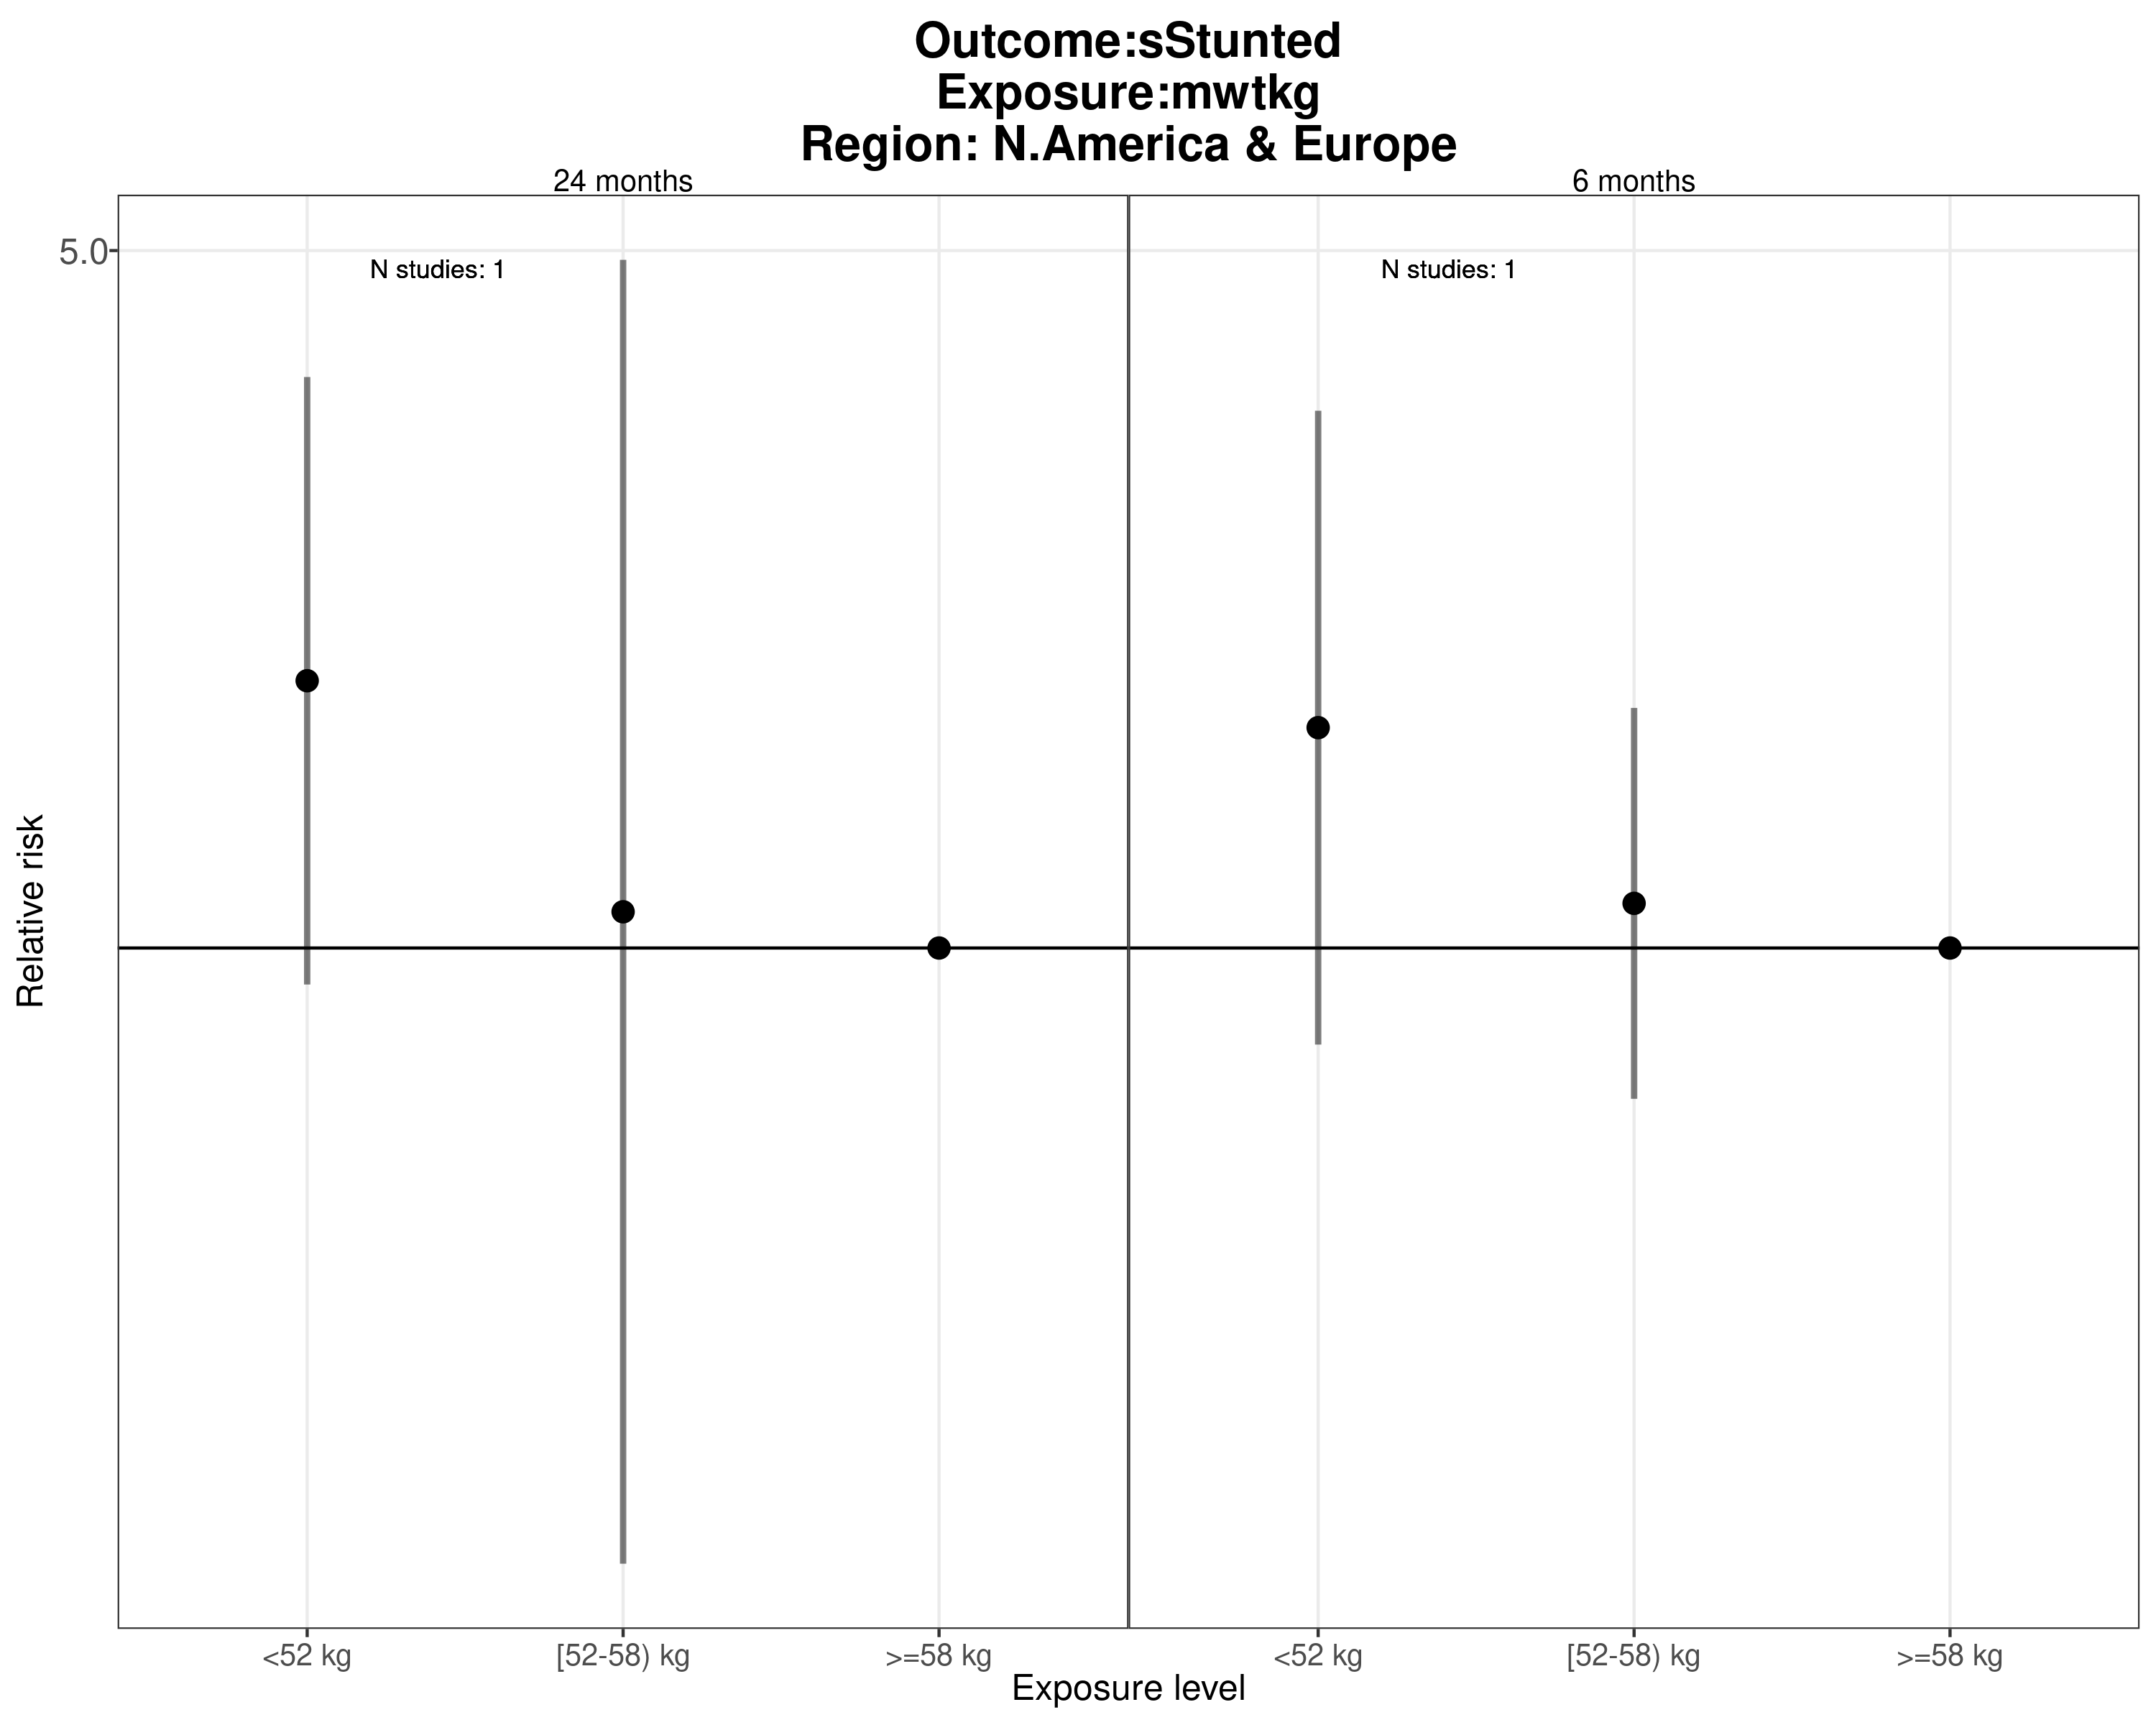 Outcome:sStunted
Exposure:mwtkg
Region: N.America & Europe
24 months
6 months
5.0
N studies: 1
N studies: 1
Relative risk
<52 kg
[52-58) kg
>=58 kg
<52 kg
[52-58) kg
>=58 kg
Exposure level